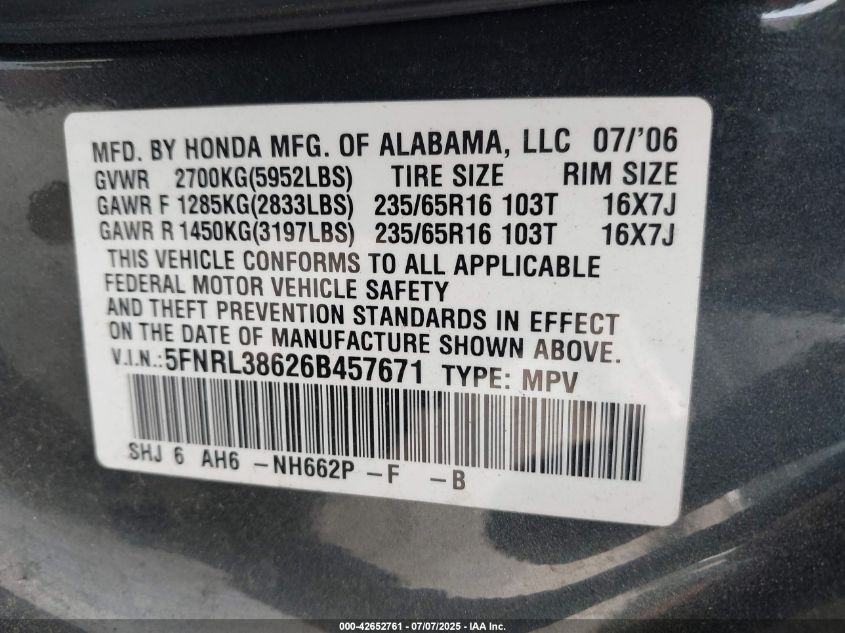 MFD. BY HONDA MFG. OF ALABAMA, LLC 07/'06
GVWR 2700KG(5952LBS) TIRE SIZE RIM SIZE
GAWR F 1285KG(2833LBS) 235/65R16 103T 16X7J
GAWR R 1450KG(3197LBS) 235/65R16 103T 16X7J
THIS VEHICLE CONFORMS TO ALL APPLICABLE
FEDERAL MOTOR VEHICLE SAFETY
AND THEFT PREVENTION STANDARDS IN EFFECT
ON THE DATE OF MANUFACTURE SHOWN ABOVE.
V.I.N.:5FNRL38626B457671 TYPE: MPV
SHJ 6 AH6 -NH662P -F -B
000-42652761 - 07/07/2025 - IAA Inc.